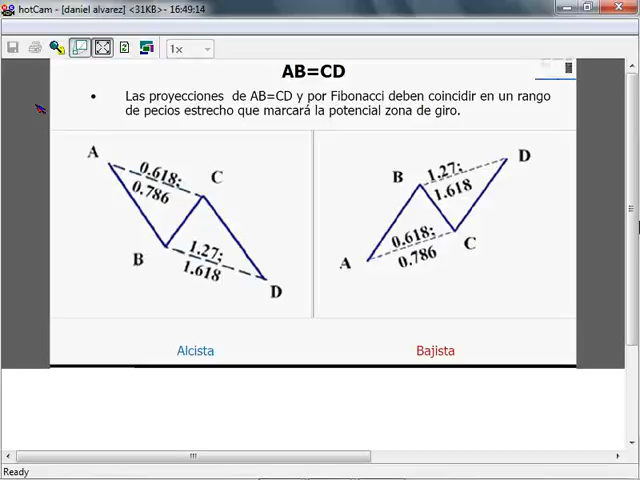 hotCam - [daniel alvarez] <31KB> - 16:49:14
1x
AB=CD
• Las proyecciones de AB=CD y por Fibonacci deben coincidir en un rango
de pecios estrecho que marcará la potencial zona de giro.
A
0.618;
0.786
C
B
1.27;
1.618
D
B
1.27;
1.618
D
A
0.618;
0.786
C
Alcista
Bajista
Ready